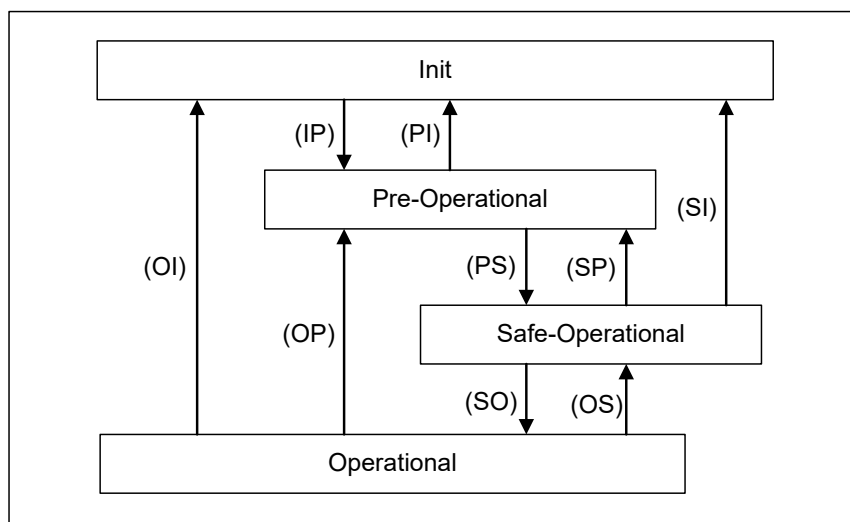 Init
(IP)
(PI)
Pre-Operational
(SI)
(OI)
(PS)
(SP)
(OP)
Safe-Operational
(SO)
(OS)
Operational